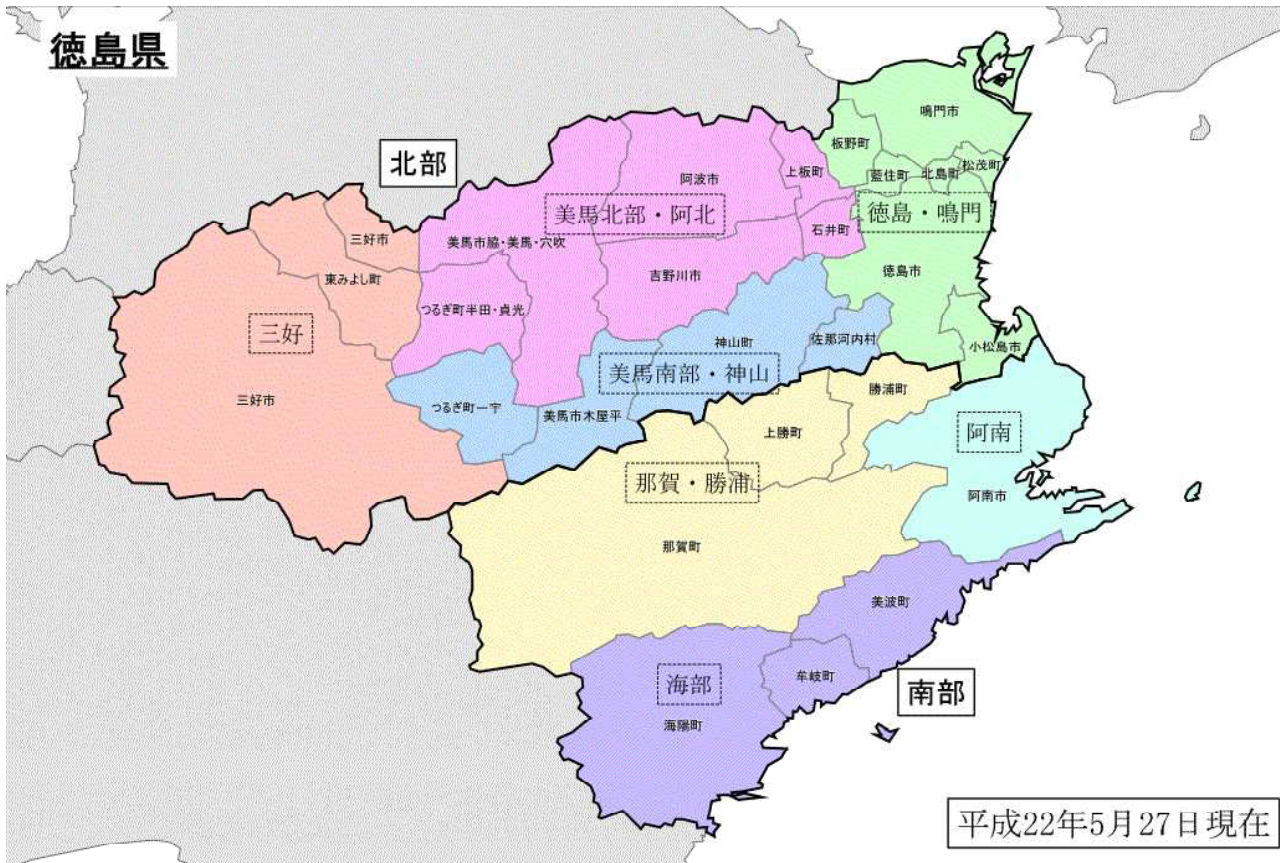 徳島県
鳴門市
板野町
松茂町
藍住町
北島町
上板町
北部
阿波市
美馬北部・阿北
徳島・鳴門
石井町
三好市
美馬市脇・美馬・穴吹
徳島市
吉野川市
東みよし町
つるぎ町半田・貞光
三好
神山町
佐那河内村
小松島市
美馬南部・神山
勝浦町
三好市
つるぎ町一宇
美馬市木屋平
上勝町
阿南
那賀・勝浦
阿南市
那賀町
美波町
海部
牟岐町
南部
海陽町
平成22年5月27日現在